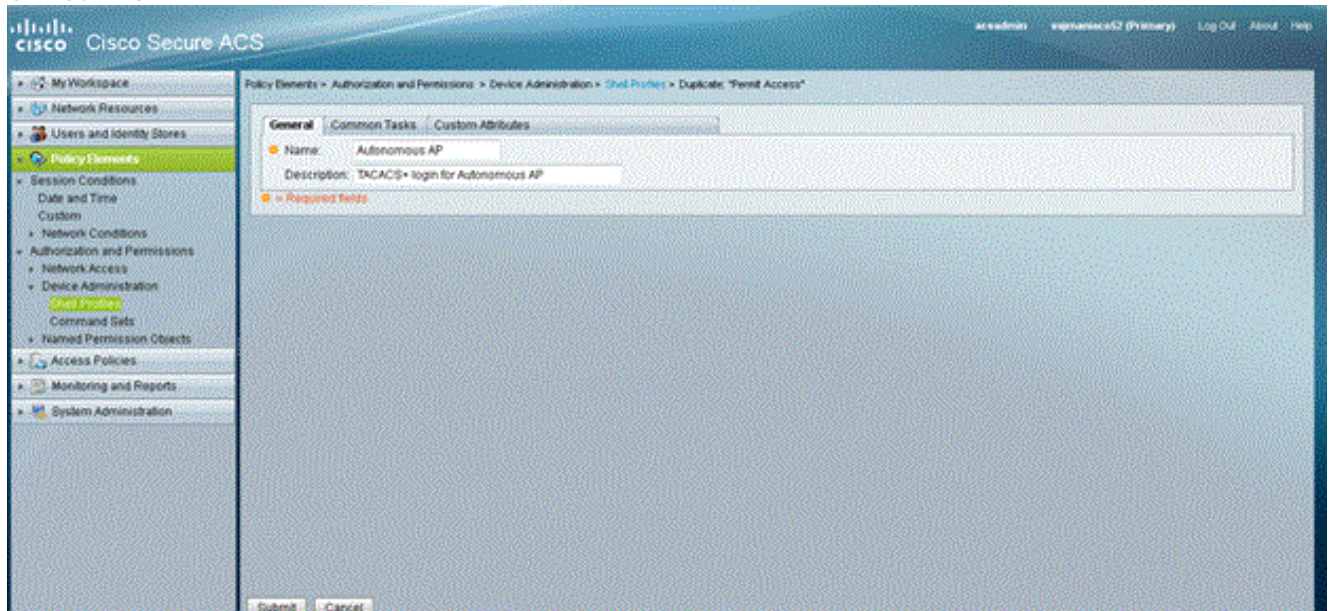 cisco Cisco Secure ACS
acsadmin (Primary) Log Out About Help
My Workspace
Network Resources
Users and Identity Stores
Policy Elements
Session Conditions
Date and Time
Custom
Network Conditions
Authorization and Permissions
Network Access
Device Administration
Shell Profiles
Command Sets
Named Permission Objects
Access Policies
Monitoring and Reports
System Administration
Policy Elements > Authorization and Permissions > Device Administration > Shell Profiles > Duplicate: "Permit Access"
General Common Tasks Custom Attributes
Name: Autonomous AP
Description: TACACS+ login for Autonomous AP
= Required fields
Submit Cancel